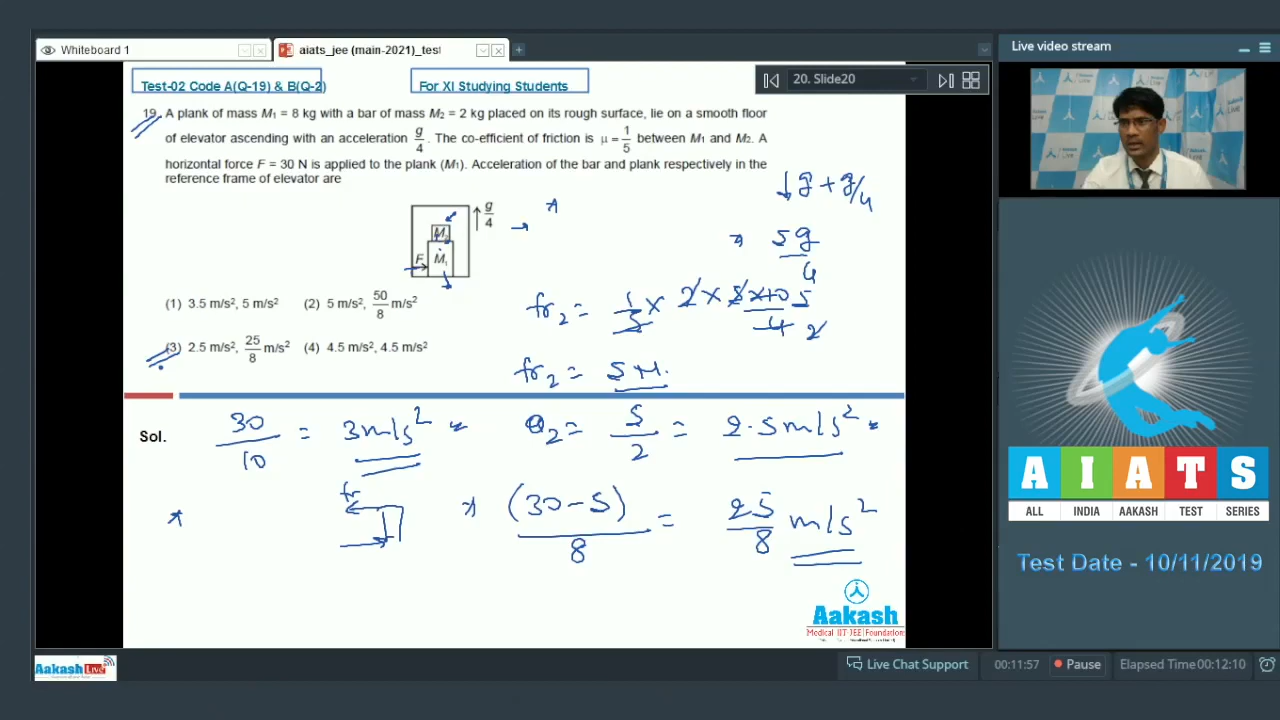 Whiteboard 1
aiats_jee (main-2021)_test
Live video stream
Test-02 Code A(Q-19) & B(Q-2)
For XI Studying Students
20. Slide20
19. A plank of mass M₁ = 8 kg with a bar of mass M₂ = 2 kg placed on its rough surface, lie on a smooth floor
of elevator ascending with an acceleration g/4. The co-efficient of friction is μ = 1/5 between M₁ and M₂. A
horizontal force F = 30 N is applied to the plank (M₁). Acceleration of the bar and plank respectively in the
reference frame of elevator are
↓g + g/4
g/4
M₂
F
M₁
5g/4
(1) 3.5 m/s², 5 m/s² (2) 5 m/s², 50/8 m/s²
fr₂ = 1/5 × 2 × 5×10 5/4 2
(3) 2.5 m/s², 25/8 m/s² (4) 4.5 m/s², 4.5 m/s²
fr₂ = 5 N.
Sol.
30/10 = 3 m/s²
a₂ = 5/2 = 2.5 m/s²
fr
(30 - 5)/8 = 25/8 m/s²
A I A T S
ALL INDIA AAKASH TEST SERIES
Test Date - 10/11/2019
Aakash
Medical IIT-JEE Foundations
Aakash Live
Live Chat Support
00:11:57
Pause
Elapsed Time 00:12:10